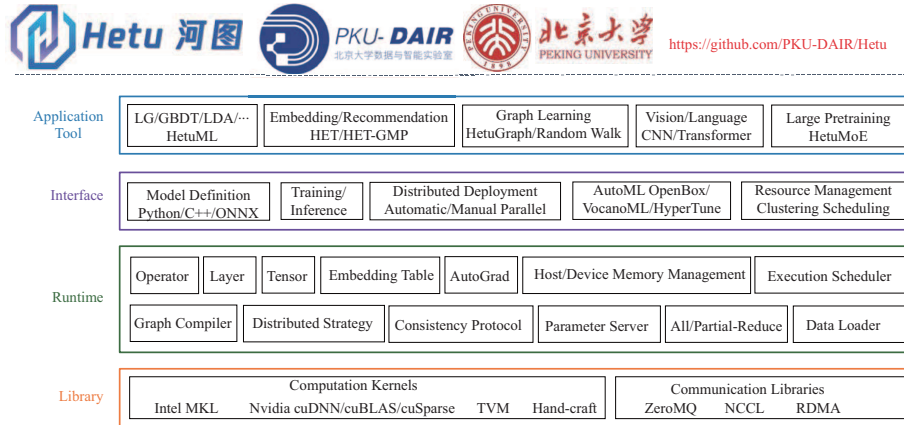 Hetu 河图
PKU-DAIR
北京大学数据与智能实验室
PEKING UNIVERSITY
1898
北京大学
PEKING UNIVERSITY
https://github.com/PKU-DAIR/Hetu
Application
Tool
LG/GBDT/LDA/···
HetuML
Embedding/Recommendation
HET/HET-GMP
Graph Learning
HetuGraph/Random Walk
Vision/Language
CNN/Transformer
Large Pretraining
HetuMoE
Interface
Model Definition
Python/C++/ONNX
Training/
Inference
Distributed Deployment
Automatic/Manual Parallel
AutoML OpenBox/
VocanoML/HyperTune
Resource Management
Clustering Scheduling
Runtime
Operator
Layer
Tensor
Embedding Table
AutoGrad
Host/Device Memory Management
Execution Scheduler
Graph Compiler
Distributed Strategy
Consistency Protocol
Parameter Server
All/Partial-Reduce
Data Loader
Library
Computation Kernels
Intel MKL Nvidia cuDNN/cuBLAS/cuSparse TVM Hand-craft
Communication Libraries
ZeroMQ NCCL RDMA